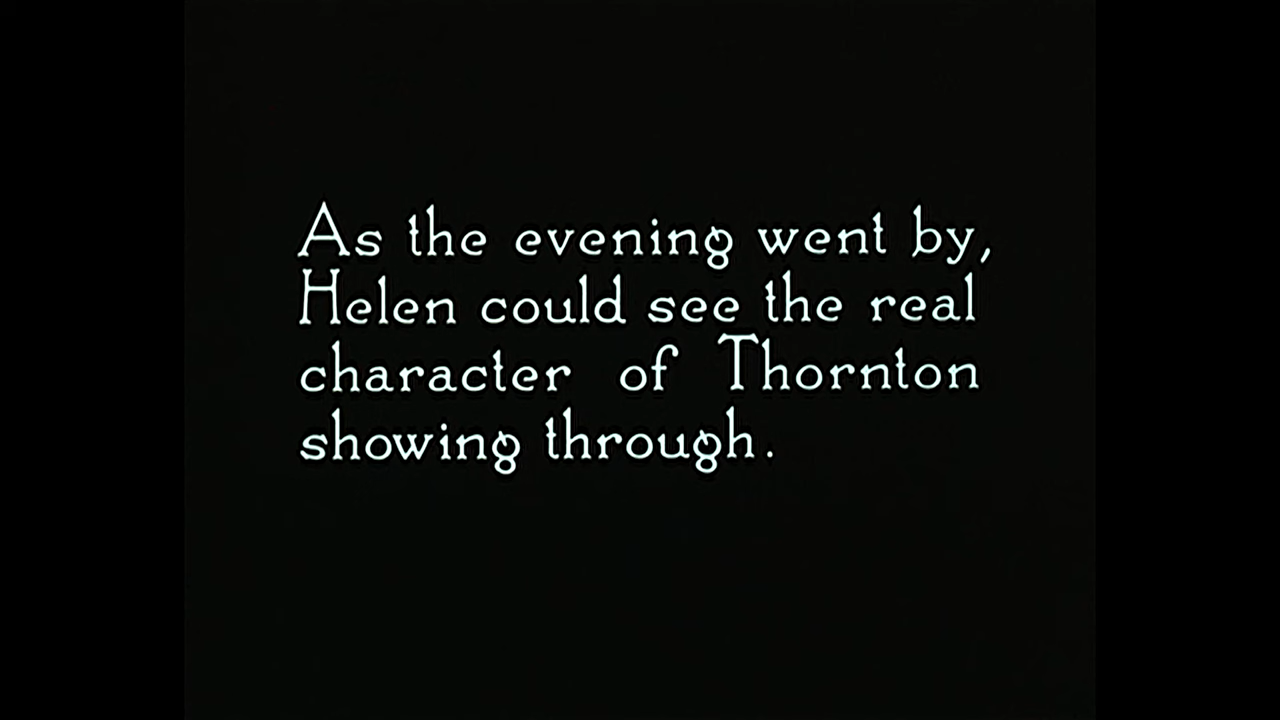 As the evening went by,
Helen could see the real
character of Thornton
showing through.